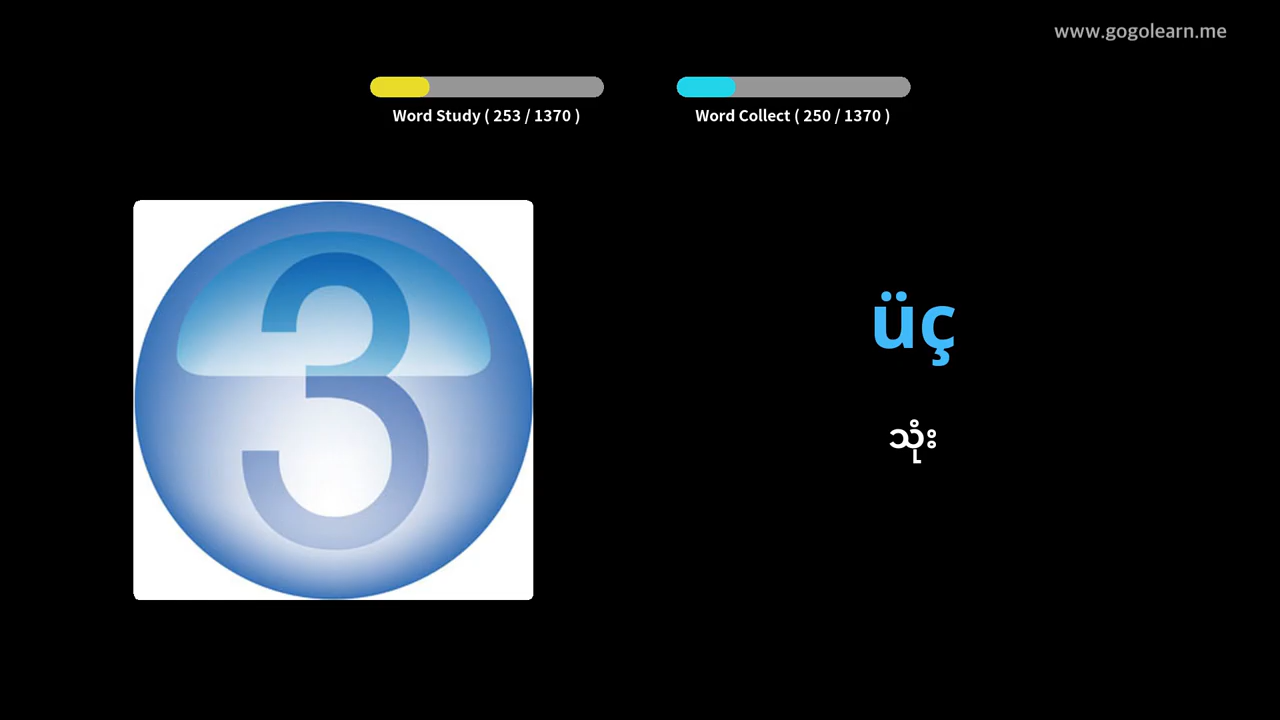 www.gogolearn.me
Word Study ( 253 / 1370 )
Word Collect ( 250 / 1370 )
3
üç
သုံး